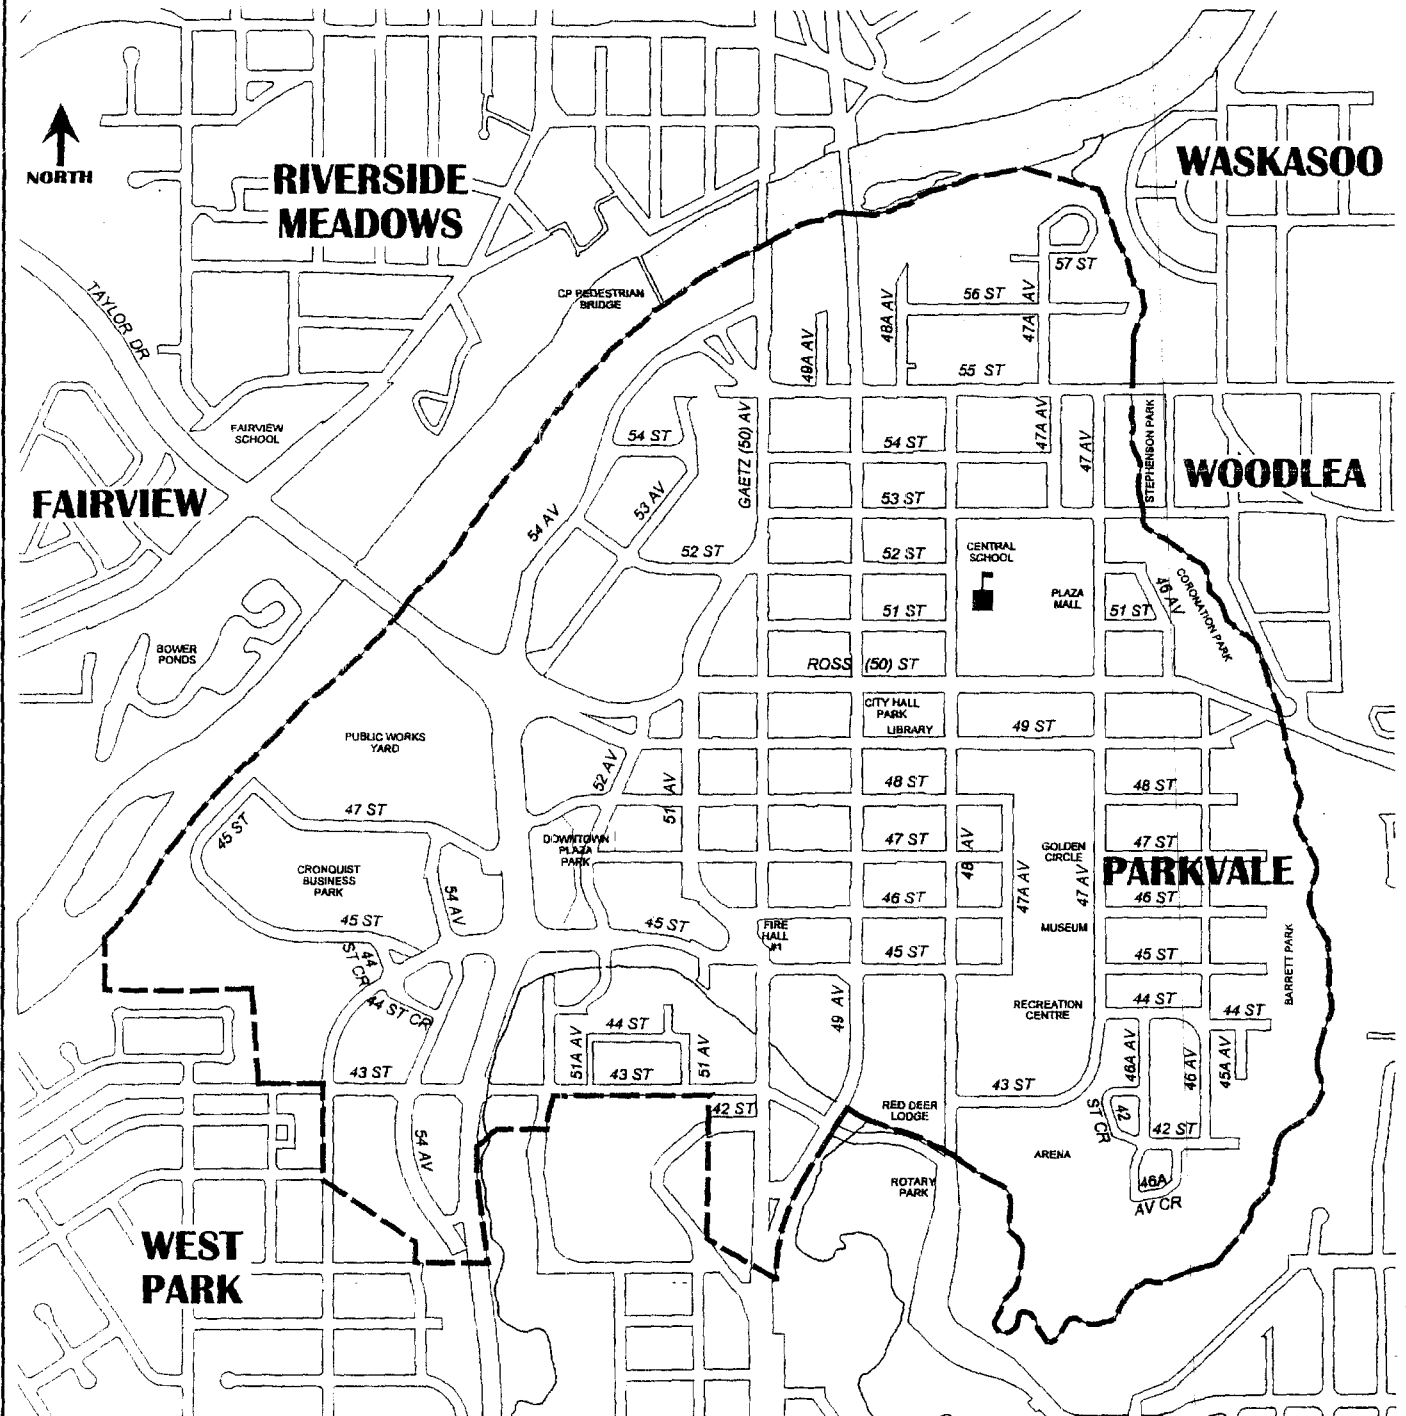 WASKASOO
RIVERSIDE
MEADOWS
NORTH
57 ST
CP PEDESTRIAN
BRIDGE
56 ST
47A AV
48A AV
TAYLOR DR
49A AV
55 ST
FAIRVIEW
SCHOOL
54 ST
GAETZ (50) AV
54 ST
47A AV
47 AV
STEPHENSON PARK
WOODLEA
FAIRVIEW
53 AV
54 AV
53 ST
52 ST
52 ST
CENTRAL
SCHOOL
PLAZA
MALL
46 AV
CORONATION PARK
51 ST
51 ST
BOWER
PONDS
ROSS (50) ST
CITY HALL
PARK
LIBRARY
49 ST
PUBLIC WORKS
YARD
52 AV
51 AV
48 ST
48 ST
47 ST
45 ST
DOWNTOWN
PLAZA
PARK
47 ST
48 AV
GOLDEN
CIRCLE
47 ST
PARKVALE
CRONQUIST
BUSINESS
PARK
54 AV
46 ST
47A AV
47 AV
46 ST
45 ST
45 ST
FIRE
HALL
#1
MUSEUM
45 ST
45 ST
BARRETT PARK
44
ST CR
44 ST CR
49 AV
RECREATION
CENTRE
44 ST
44 ST
44 ST
51A AV
51 AV
46A AV
46 AV
45A AV
43 ST
43 ST
43 ST
42 ST
RED DEER
LODGE
42
ST CR
42 ST
54 AV
ARENA
ROTARY
PARK
46A
AV CR
WEST
PARK